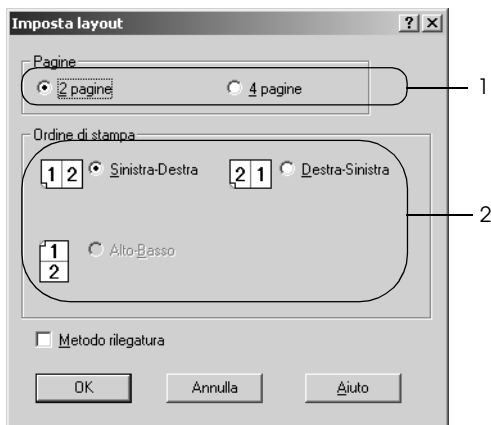 Imposta layout ? ×
Pagine
2 pagine 4 pagine 1
Ordine di stampa
1 2 Sinistra-Destra 2 1 Destra-Sinistra
2
1 Alto-Basso
2
Metodo rilegatura
OK Annulla Aiuto